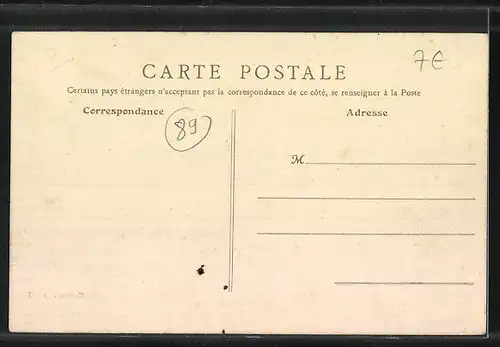 7€
CARTE POSTALE
Certains pays étrangers n'acceptant pas la correspondance de ce côté, se renseigner à la Poste
Correspondance
89
Adresse
M